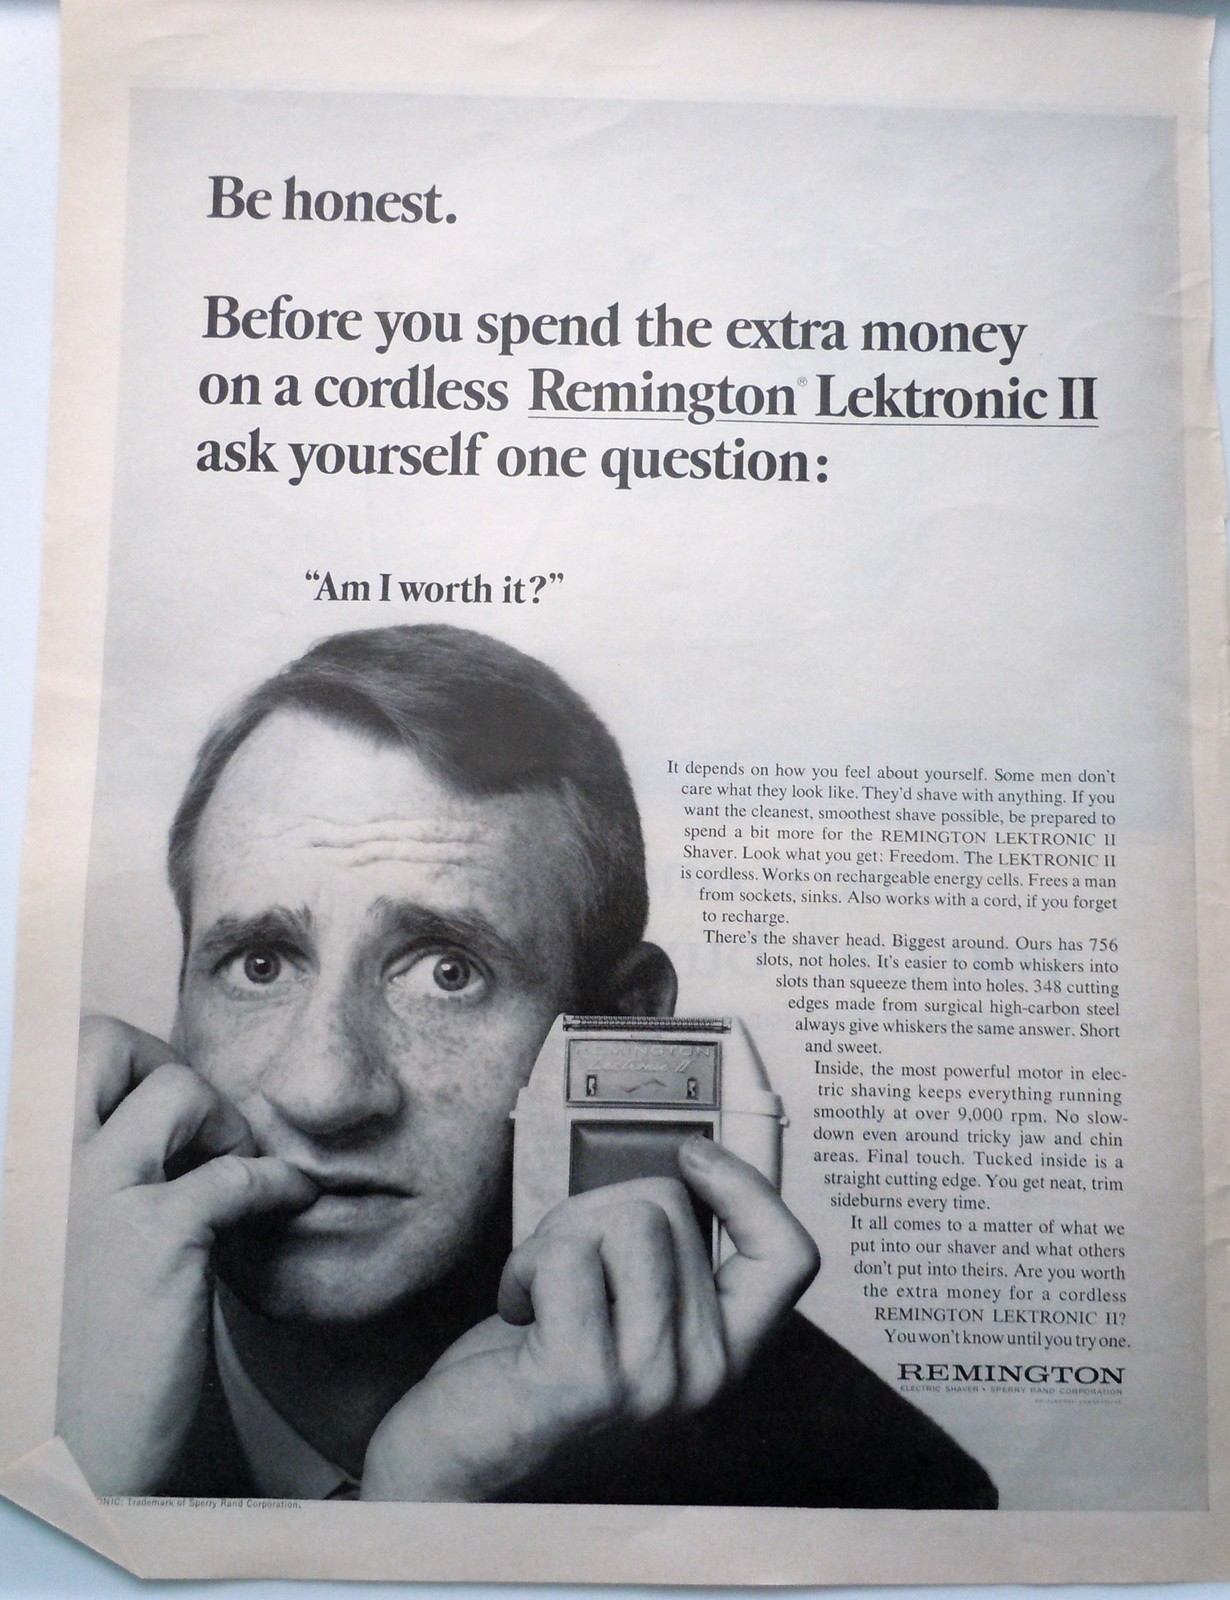 Be honest.
Before you spend the extra money
on a cordless Remington® Lektronic II
ask yourself one question:
“Am I worth it?”
It depends on how you feel about yourself. Some men don't
care what they look like. They'd shave with anything. If you
want the cleanest, smoothest shave possible, be prepared to
spend a bit more for the REMINGTON LEKTRONIC II
Shaver. Look what you get: Freedom. The LEKTRONIC II
is cordless. Works on rechargeable energy cells. Frees a man
from sockets, sinks. Also works with a cord, if you forget
to recharge.
There's the shaver head. Biggest around. Ours has 756
slots, not holes. It's easier to comb whiskers into
slots than squeeze them into holes. 348 cutting
edges made from surgical high-carbon steel
always give whiskers the same answer. Short
and sweet.
Inside, the most powerful motor in elec-
tric shaving keeps everything running
smoothly at over 9,000 rpm. No slow-
down even around tricky jaw and chin
areas. Final touch. Tucked inside is a
straight cutting edge. You get neat, trim
sideburns every time.
It all comes to a matter of what we
put into our shaver and what others
don't put into theirs. Are you worth
the extra money for a cordless
REMINGTON LEKTRONIC II?
You won't know until you try one.
REMINGTON
Lektronic II
REMINGTON
ELECTRIC SHAVER • SPERRY RAND CORPORATION
ONIC: Trademark of Sperry Rand Corporation.